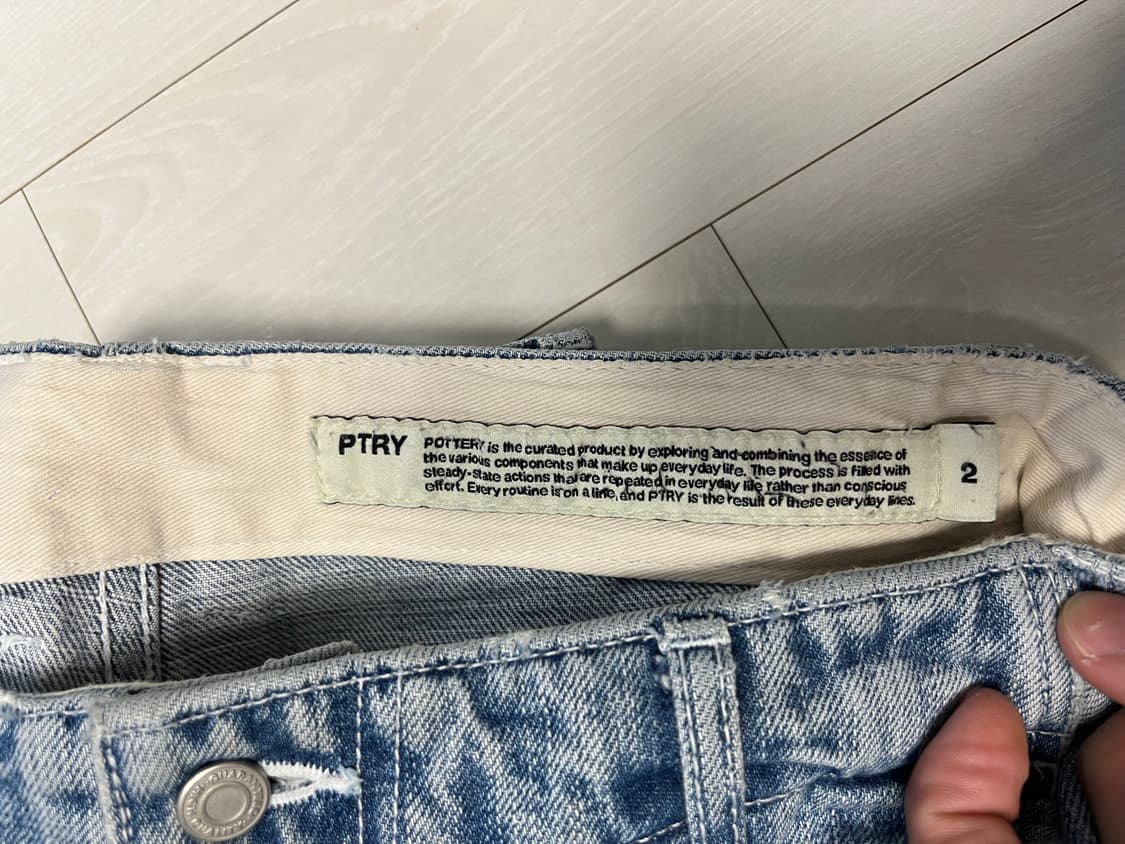 PTRY
POTTERY is the curated product by exploring and combining the essence of
the various components that make up everyday life. The process is filled with
steady-state actions that are repeated in everyday life rather than conscious
effort. Every routine is on a line, and PTRY is the result of these everyday lines.
2